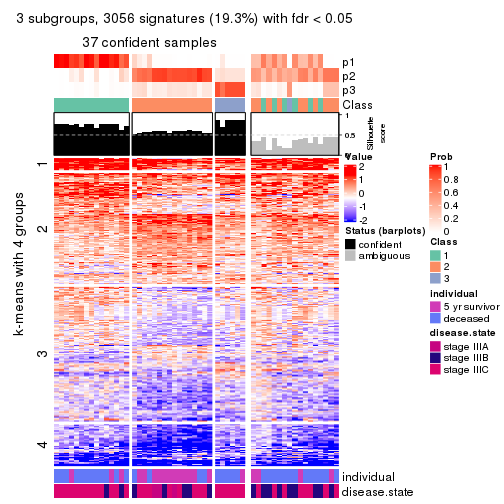 3 subgroups, 3056 signatures (19.3%) with fdr < 0.05
37 confident samples
p1
p2
p3
Class
1
0.5
0
Silhouette
score
k-means with 4 groups
1
2
3
4
Value
2
1
0
-1
-2
Status (barplots)
confident
ambiguous
Prob
1
0.8
0.6
0.4
0.2
0
Class
1
2
3
individual
5 yr survivor
deceased
disease.state
stage IIIA
stage IIIB
stage IIIC
individual
disease.state